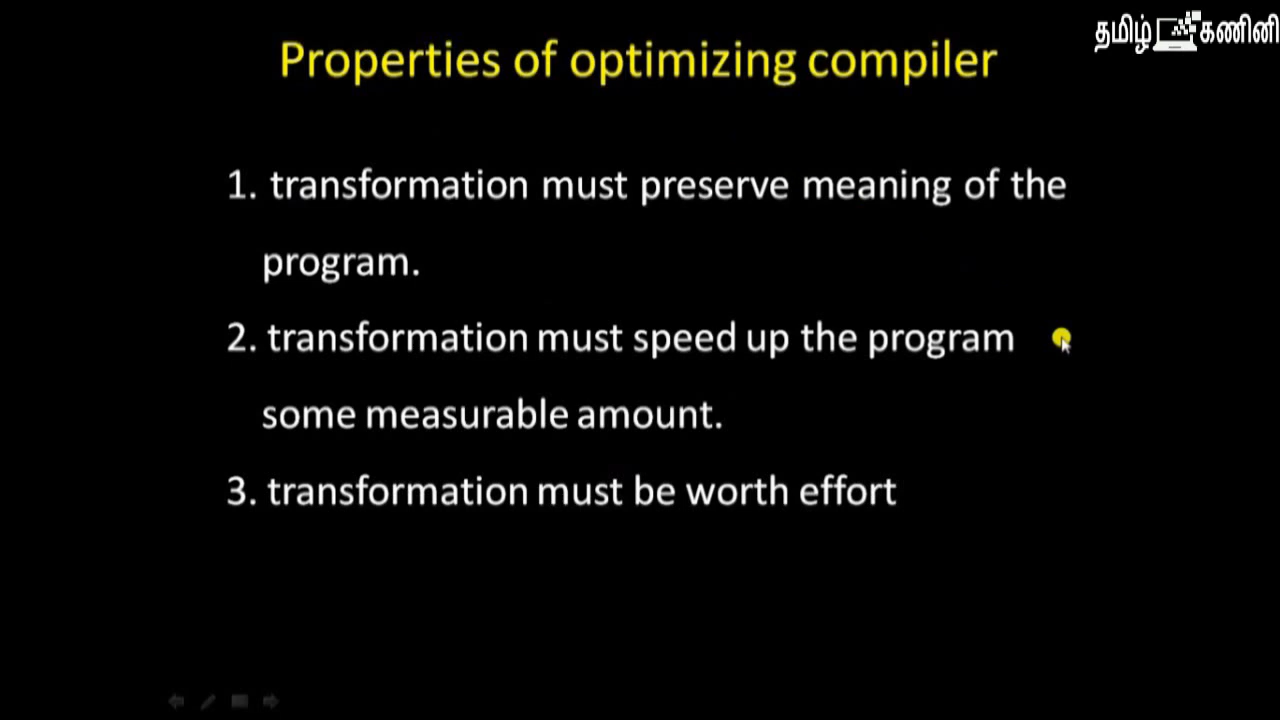 தமிழ் கணினி
Properties of optimizing compiler
1. transformation must preserve meaning of the
program.
2. transformation must speed up the program
some measurable amount.
3. transformation must be worth effort